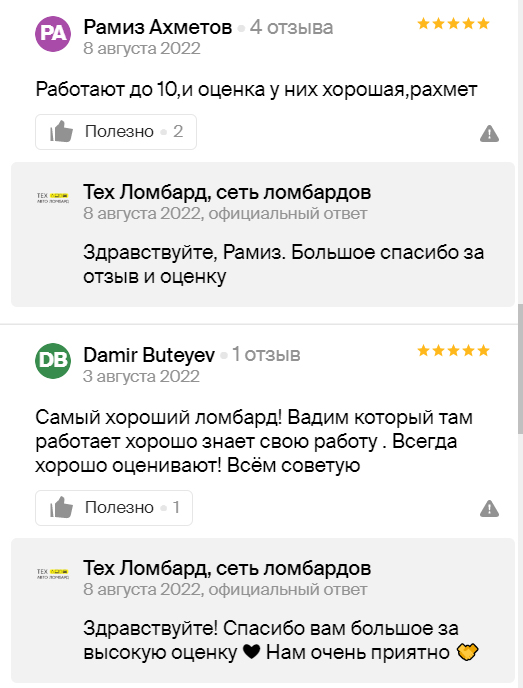 РА Рамиз Ахметов • 4 отзыва
8 августа 2022
Работают до 10,и оценка у них хорошая,рахмет
Полезно • 2
ТЕХ
АВТО ЛОМБАРД
Тех Ломбард, сеть ломбардов
8 августа 2022, официальный ответ
Здравствуйте, Рамиз. Большое спасибо за
отзыв и оценку
DB Damir Buteyev • 1 отзыв
3 августа 2022
Самый хороший ломбард! Вадим который там
работает хорошо знает свою работу . Всегда
хорошо оценивают! Всём советую
Полезно • 1
ТЕХ
АВТО ЛОМБАРД
Тех Ломбард, сеть ломбардов
8 августа 2022, официальный ответ
Здравствуйте! Спасибо вам большое за
высокую оценку 🖤 Нам очень приятно 🤝